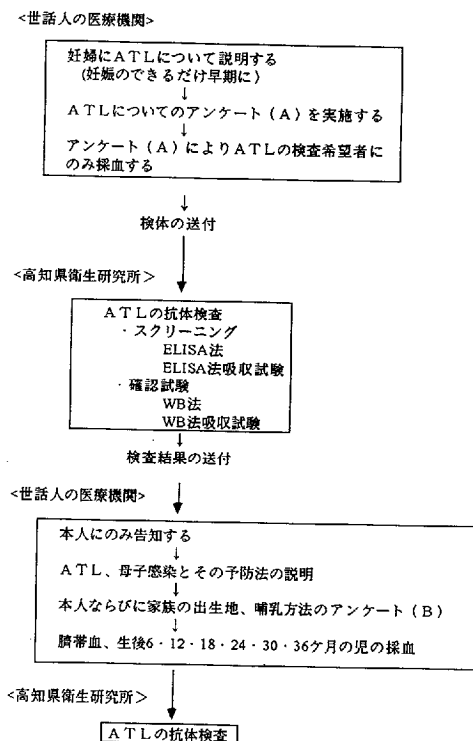 <世話人の医療機関>
妊婦にATLについて説明する
(妊娠のできるだけ早期に)
↓
ATLについてのアンケート(A)を実施する
↓
アンケート(A)によりATLの検査希望者に
のみ採血する
↓
検体の送付
<高知県衛生研究所>
ATLの抗体検査
・スクリーニング
ELISA法
ELISA法吸収試験
・確認試験
WB法
WB法吸収試験
↓
検査結果の送付
<世話人の医療機関>
本人にのみ告知する
↓
ATL、母子感染とその予防法の説明
↓
本人ならびに家族の出生地、哺乳方法のアンケート(B)
↓
臍帯血、生後6・12・18・24・30・36ケ月の児の採血
<高知県衛生研究所>
ATLの抗体検査